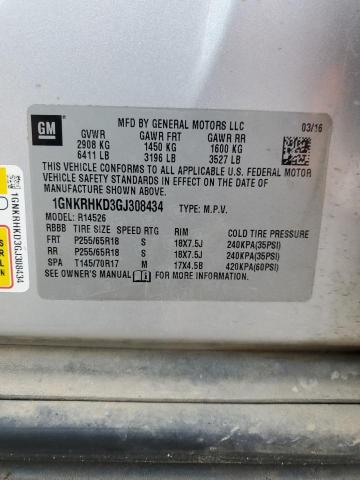 GM
MFD BY GENERAL MOTORS LLC 03/16
GVWR GAWR FRT GAWR RR
2908 KG 1450 KG 1600 KG
6411 LB 3196 LB 3527 LB
THIS VEHICLE CONFORMS TO ALL APPLICABLE U.S. FEDERAL MOTOR
VEHICLE SAFETY STANDARDS IN EFFECT ON THE DATE
OF MANUFACTURE SHOWN ABOVE.
1GNKRHKD3GJ308434 TYPE: M.P.V.
MODEL: R14526
RBBB TIRE SIZE SPEED RTG RIM COLD TIRE PRESSURE
FRT P255/65R18 S 18X7.5J 240KPA(35PSI)
RR P255/65R18 S 18X7.5J 240KPA(35PSI)
SPA T145/70R17 M 17X4.5B 420KPA(60PSI)
SEE OWNER'S MANUAL FOR ADDITIONAL INFORMATION
1GNKRHKD3GJ308434